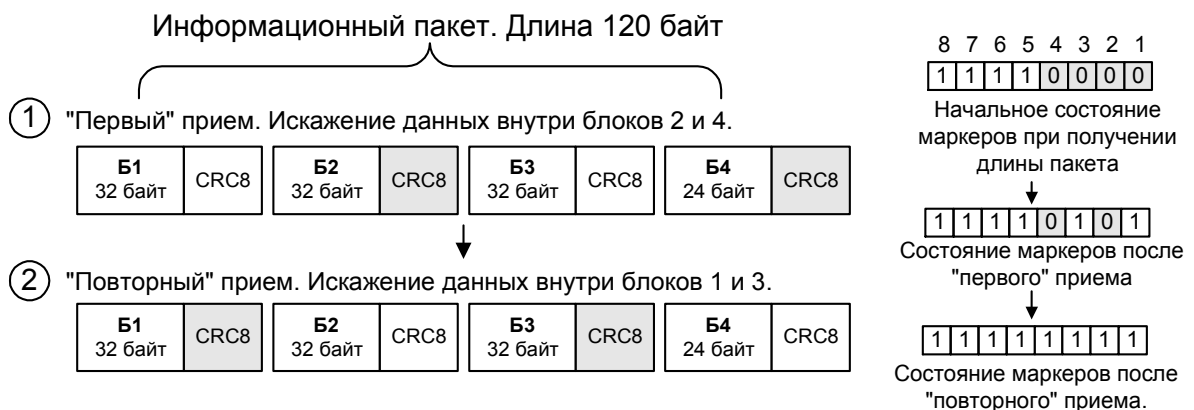 Информационный пакет. Длина 120 байт
1 "Первый" прием. Искажение данных внутри блоков 2 и 4.
Б1 32 байт CRC8 Б2 32 байт CRC8 Б3 32 байт CRC8 Б4 24 байт CRC8
2 "Повторный" прием. Искажение данных внутри блоков 1 и 3.
Б1 32 байт CRC8 Б2 32 байт CRC8 Б3 32 байт CRC8 Б4 24 байт CRC8
8 7 6 5 4 3 2 1
1 1 1 1 0 0 0 0
Начальное состояние
маркеров при получении
длины пакета
1 1 1 1 0 1 0 1
Состояние маркеров после
"первого" приема
1 1 1 1 1 1 1 1
Состояние маркеров после
"повторного" приема.